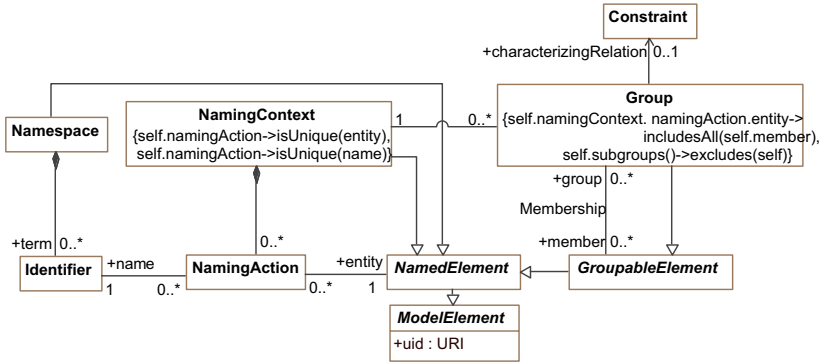 Constraint
+characterizingRelation 0..1
Namespace
NamingContext
{self.namingAction->isUnique(entity),
self.namingAction->isUnique(name)}
1
0..*
Group
{self.namingContext. namingAction.entity->
includesAll(self.member),
self.subgroups()->excludes(self)}
+group 0..*
Membership
+member 0..*
+term 0..*
0..*
Identifier
+name
1
0..*
NamingAction
+entity
0..*
1
NamedElement
GroupableElement
ModelElement
+uid : URI